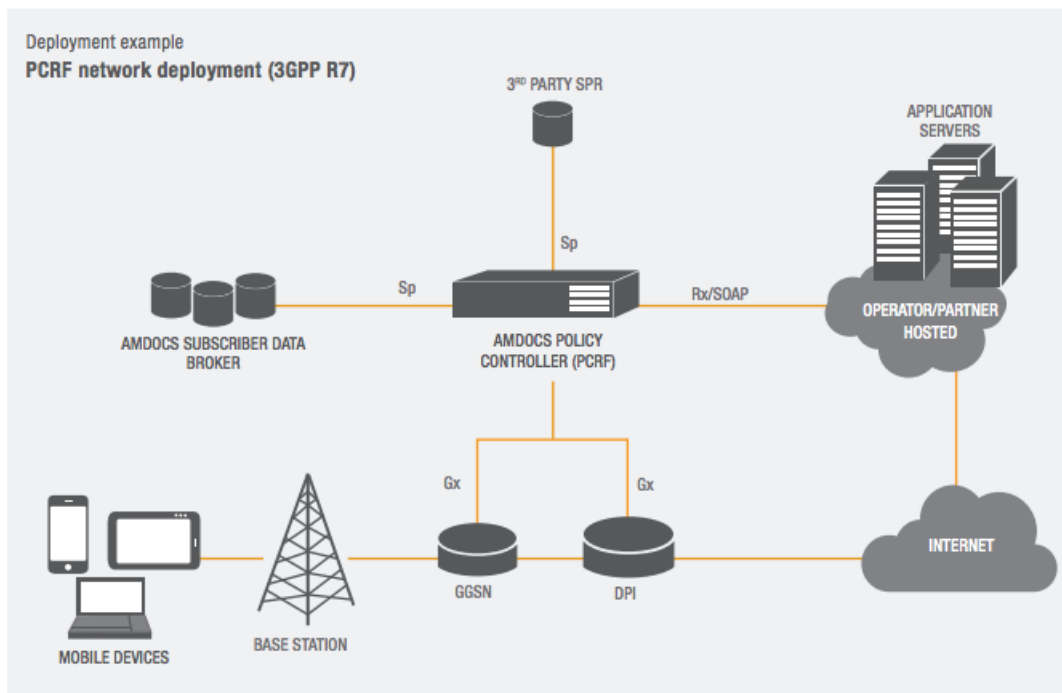 Deployment example
PCRF network deployment (3GPP R7)
3RD PARTY SPR
APPLICATION
SERVERS
Sp
Sp
Rx/SOAP
OPERATOR/PARTNER
HOSTED
AMDOCS SUBSCRIBER DATA
BROKER
AMDOCS POLICY
CONTROLLER (PCRF)
Gx
Gx
INTERNET
GGSN
DPI
BASE STATION
MOBILE DEVICES